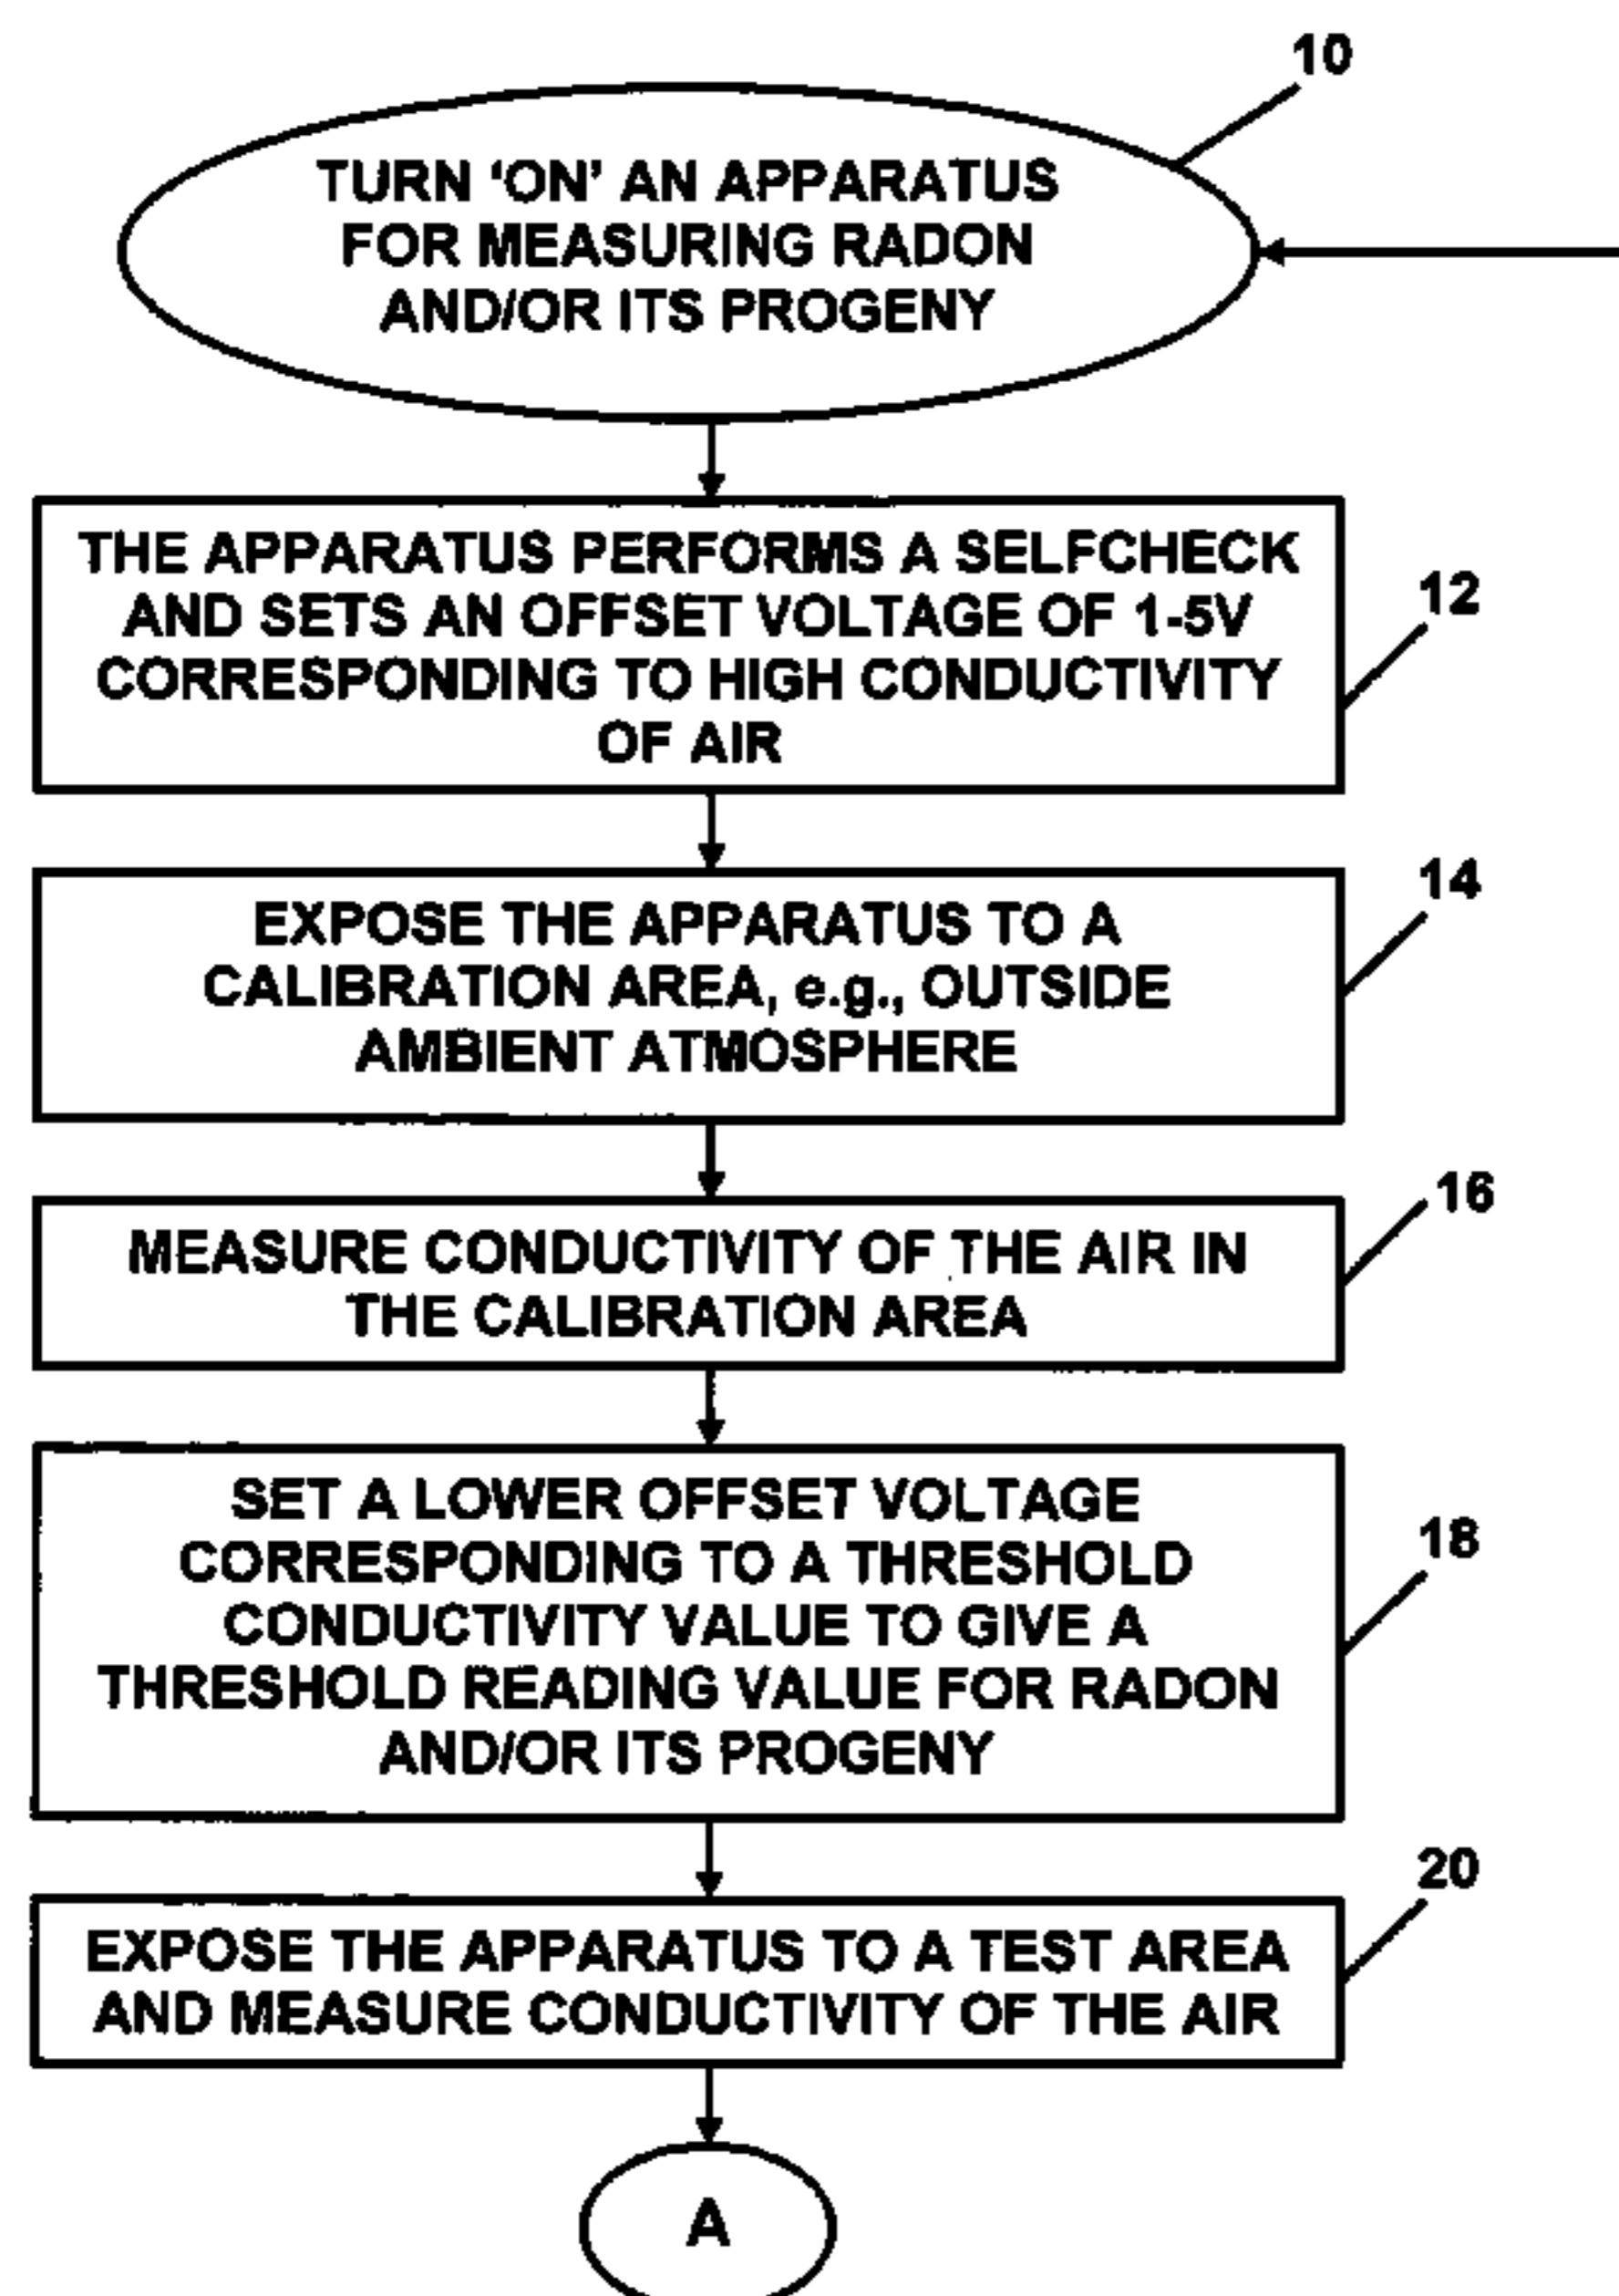 10
TURN ‘ON’ AN APPARATUS
FOR MEASURING RADON
AND/OR ITS PROGENY
THE APPARATUS PERFORMS A SELFCHECK
AND SETS AN OFFSET VOLTAGE OF 1-5V
CORRESPONDING TO HIGH CONDUCTIVITY
OF AIR
12
EXPOSE THE APPARATUS TO A
CALIBRATION AREA, e.g., OUTSIDE
AMBIENT ATMOSPHERE
14
MEASURE CONDUCTIVITY OF THE AIR IN
THE CALIBRATION AREA
16
SET A LOWER OFFSET VOLTAGE
CORRESPONDING TO A THRESHOLD
CONDUCTIVITY VALUE TO GIVE A
THRESHOLD READING VALUE FOR RADON
AND/OR ITS PROGENY
18
EXPOSE THE APPARATUS TO A TEST AREA
AND MEASURE CONDUCTIVITY OF THE AIR
20
A